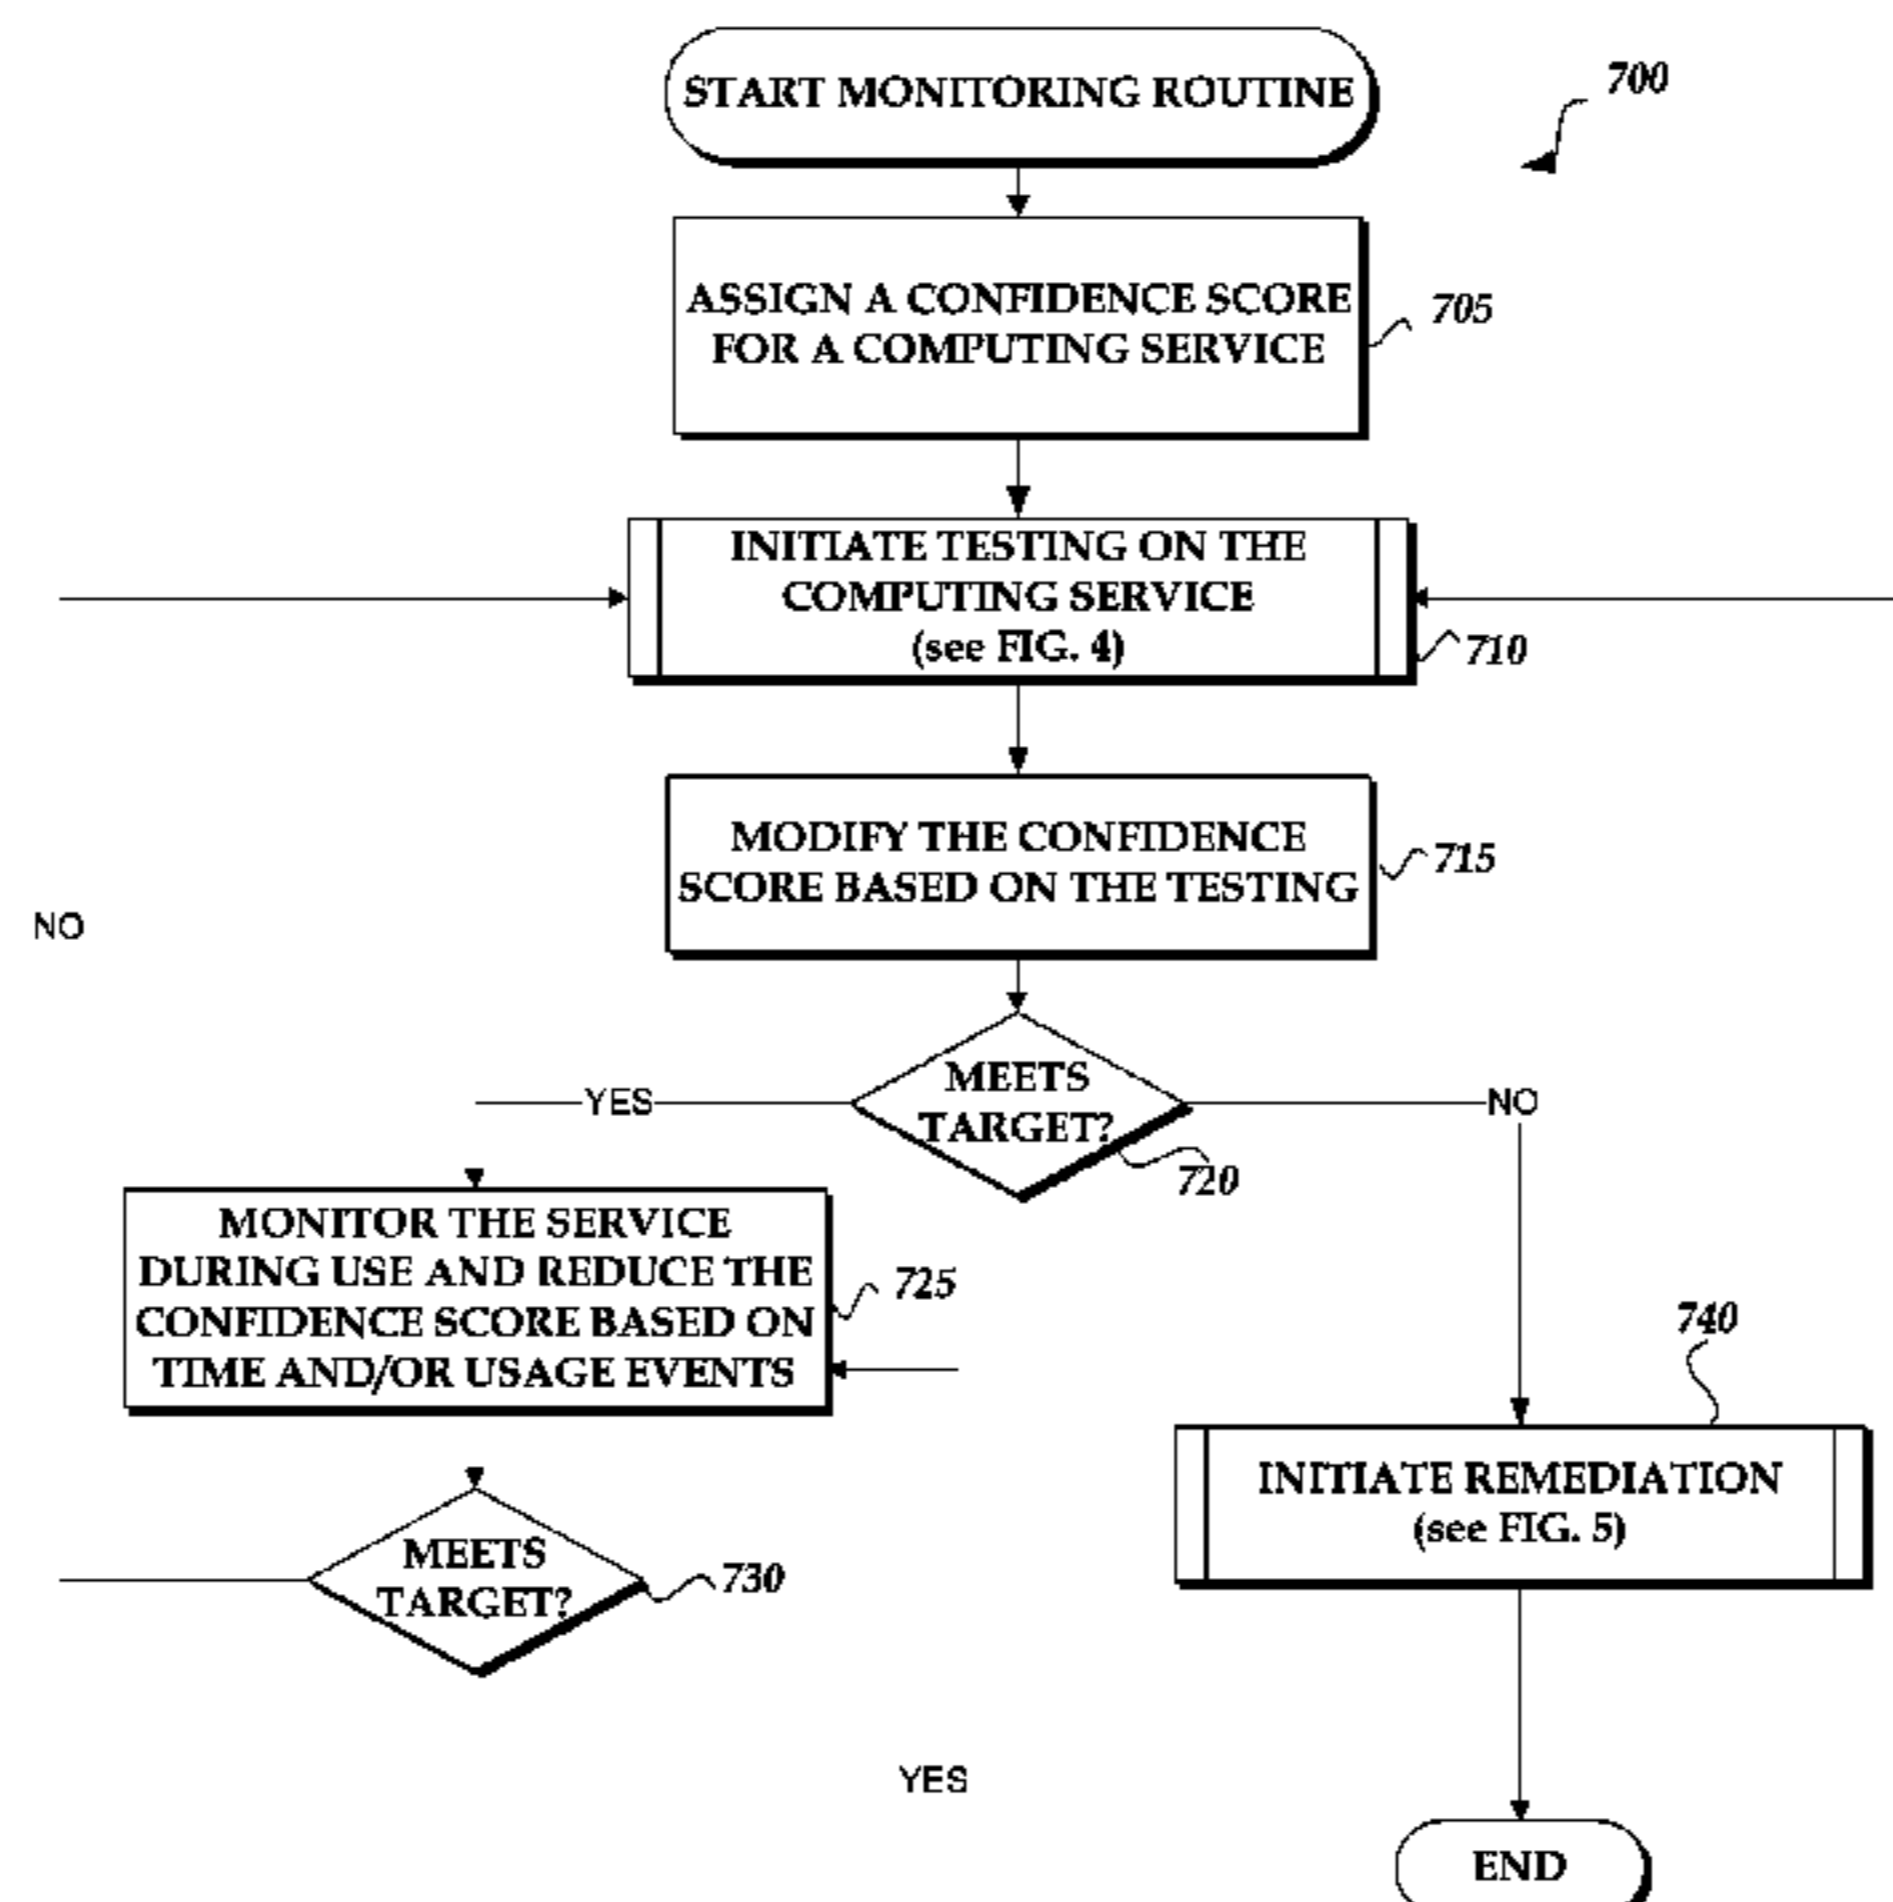 START MONITORING ROUTINE
700
ASSIGN A CONFIDENCE SCORE
FOR A COMPUTING SERVICE
705
INITIATE TESTING ON THE
COMPUTING SERVICE
(see FIG. 4)
710
MODIFY THE CONFIDENCE
SCORE BASED ON THE TESTING
715
NO
MEETS
TARGET?
YES
NO
720
MONITOR THE SERVICE
DURING USE AND REDUCE THE
CONFIDENCE SCORE BASED ON
TIME AND/OR USAGE EVENTS
725
740
INITIATE REMEDIATION
(see FIG. 5)
MEETS
TARGET?
730
YES
END